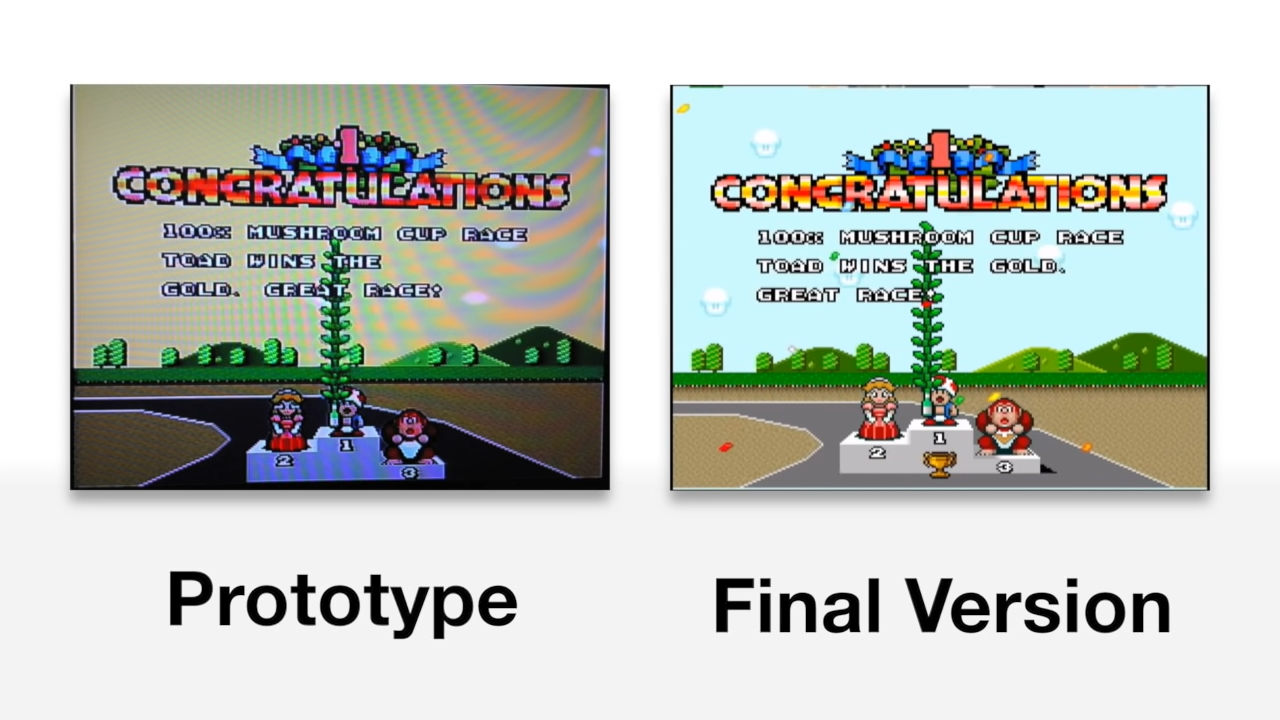 1
CONGRATULATIONS
100cc MUSHROOM CUP RACE
TOAD WINS THE
GOLD. GREAT RACE!
2
1
3
1
CONGRATULATIONS
100cc MUSHROOM CUP RACE
TOAD WINS THE GOLD.
GREAT RACE!
2
1
3
Prototype
Final Version